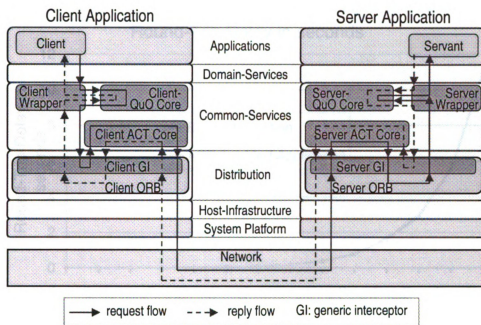 Client Application
Server Application
Client
Applications
Servant
Domain-Services
Client
Wrapper
Client-
QuO Core
Common-Services
Server-
QuO Core
Server
Wrapper
Client ACT Core
Server ACT Core
Client GI
Client ORB
Distribution
Server GI
Server ORB
Host-Infrastructure
System Platform
Network
request flow
reply flow
GI: generic interceptor